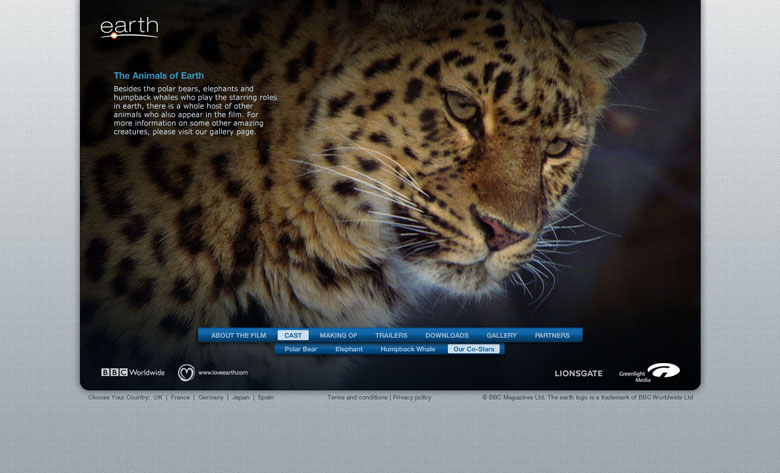 earth
The Animals of Earth
Besides the polar bears, elephants and
humpback whales who play the starring roles
in earth, there is a whole host of other
animals who also appear in the film. For
more information on some other amazing
creatures, please visit our gallery page.
ABOUT THE FILM CAST MAKING OF TRAILERS DOWNLOADS GALLERY PARTNERS
Polar Bear Elephant Humpback Whale Our Co-Stars
BBC Worldwide www.loveearth.com LIONSGATE Greenlight Media
Choose Your Country: UK | France | Germany | Japan | Spain Terms and conditions | Privacy policiy © BBC Magazines Ltd. The earth logo is a trademark of BBC Worldwide Ltd